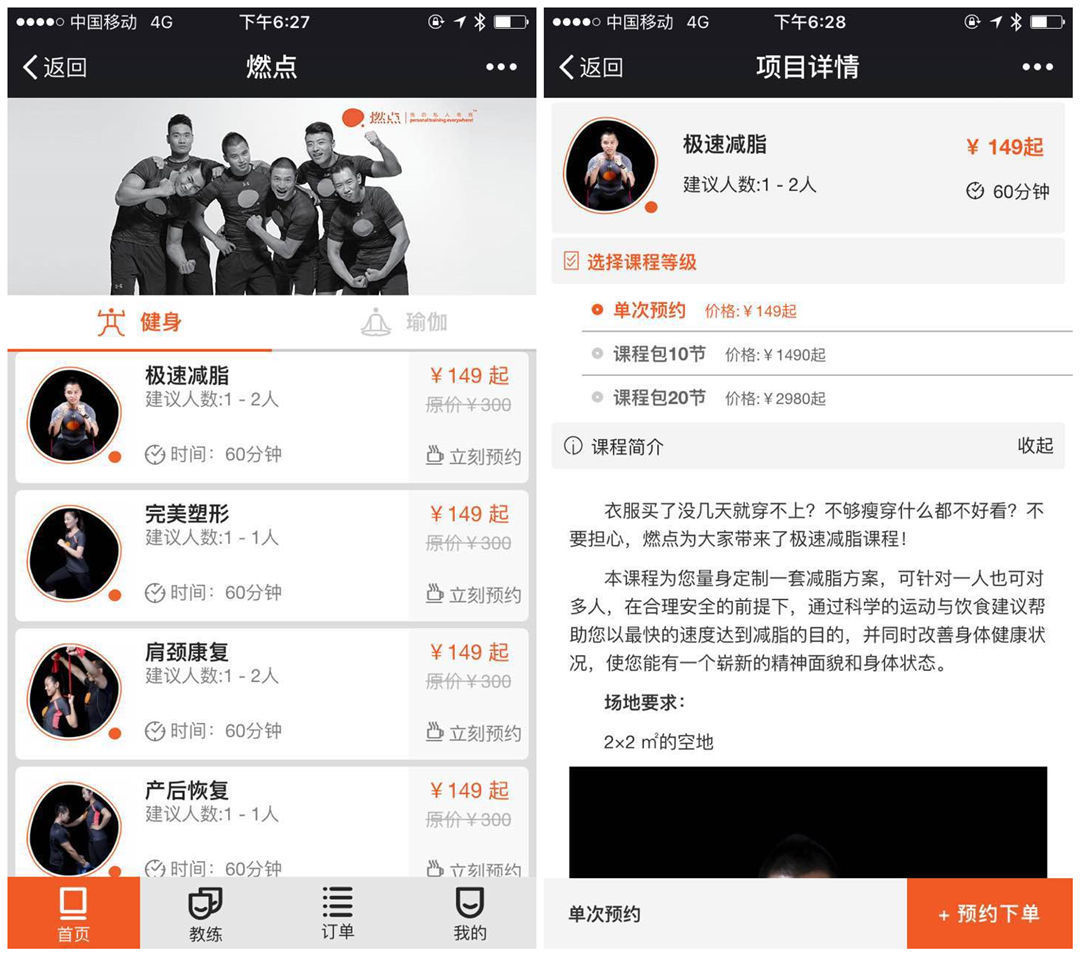 中国移动 4G 下午6:27
返回 燃点
燃点
personal training everywhere!
健身 瑜伽
极速减脂 ¥149 起
建议人数:1 - 2人 原价¥300
时间：60分钟 立刻预约
完美塑形 ¥149 起
建议人数:1 - 1人 原价¥300
时间：60分钟 立刻预约
肩颈康复 ¥149 起
建议人数:1 - 2人 原价¥300
时间：60分钟 立刻预约
产后恢复 ¥149 起
建议人数:1 - 1人 原价¥300
时间：60分钟 立刻预约
首页 教练 订单 我的
中国移动 4G 下午6:28
返回 项目详情
极速减脂 ¥ 149起
建议人数:1 - 2人 60分钟
选择课程等级
单次预约 价格:¥149起
课程包10节 价格:¥1490起
课程包20节 价格:¥2980起
课程简介 收起
衣服买了没几天就穿不上？不够瘦穿什么都不好看？不
要担心，燃点为大家带来了极速减脂课程！
本课程为您量身定制一套减脂方案，可针对一人也可对
多人，在合理安全的前提下，通过科学的运动与饮食建议帮
助您以最快的速度达到减脂的目的，并同时改善身体健康状
况，使您能有一个崭新的精神面貌和身体状态。
场地要求：
2×2 ㎡的空地
单次预约 + 预约下单